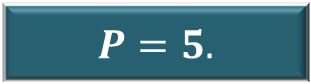 P = 5.